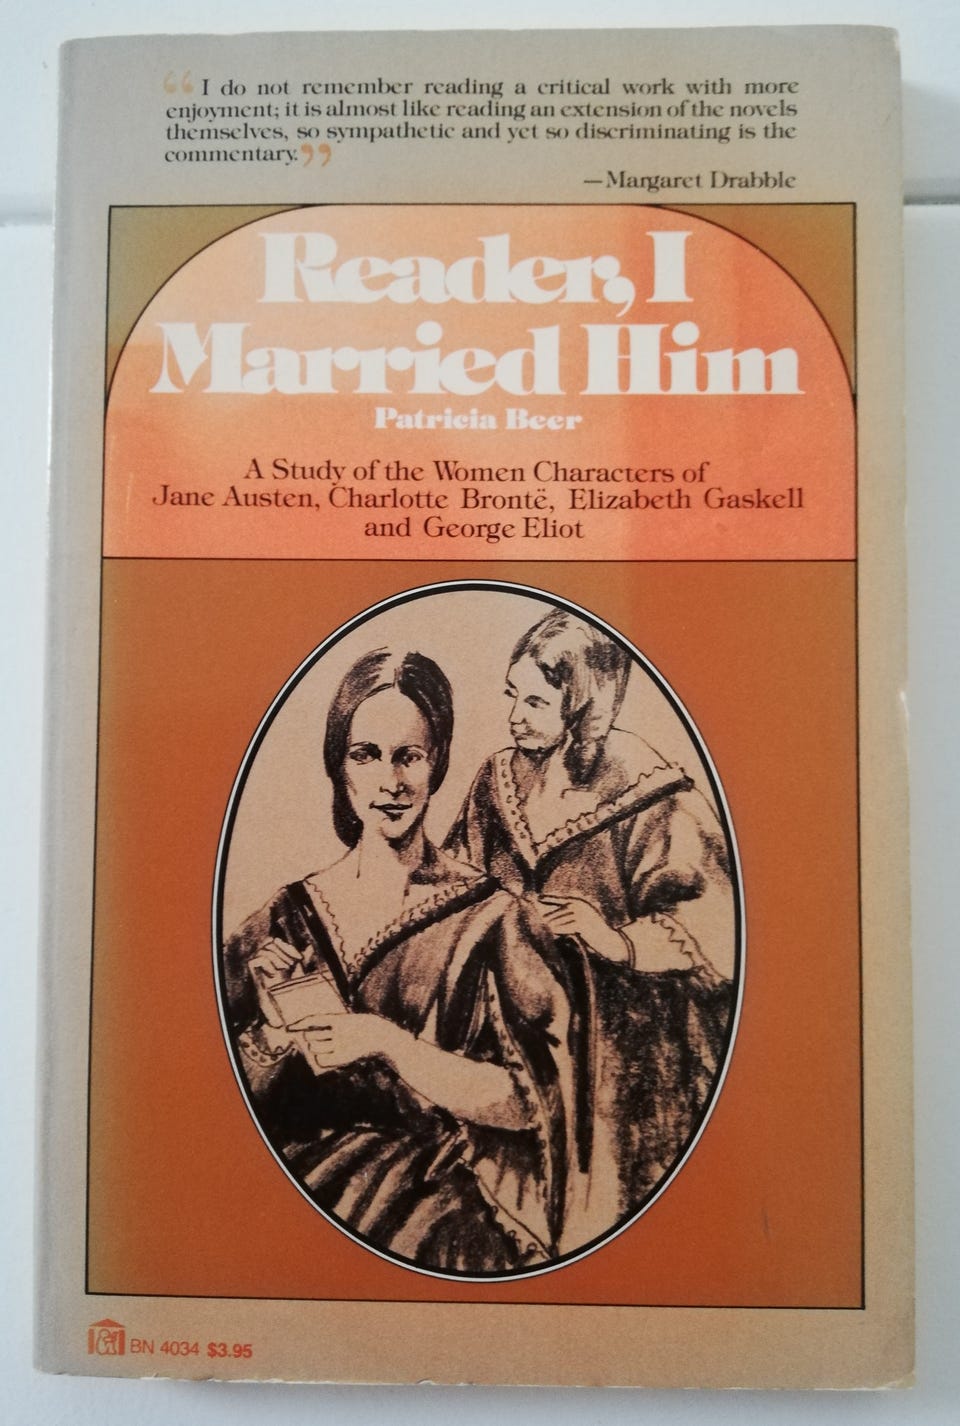 “I do not remember reading a critical work with more
enjoyment; it is almost like reading an extension of the novels
themselves, so sympathetic and yet so discriminating is the
commentary.”
—Margaret Drabble
Reader, I
Married Him
Patricia Beer
A Study of the Women Characters of
Jane Austen, Charlotte Brontë, Elizabeth Gaskell
and George Eliot
BN 4034 $3.95